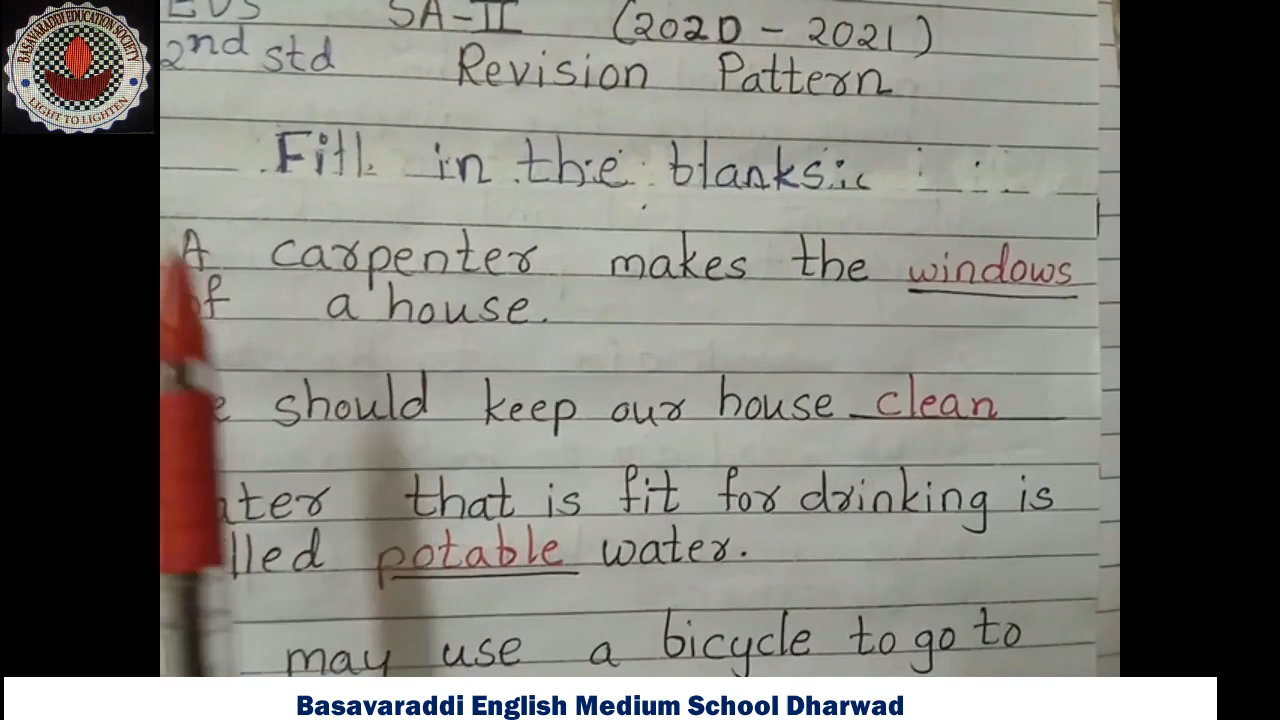 BASAVARADDI EDUCATION SOCIETY
LIGHT TO LIGHTEN
EVS SA-II (2020 - 2021)
2nd std Revision Pattern
Fill in the blanks
A carpenter makes the windows
of a house.
should keep our house clean
that is fit for drinking is
potable water.
may use a bicycle to go to
Basavaraddi English Medium School Dharwad